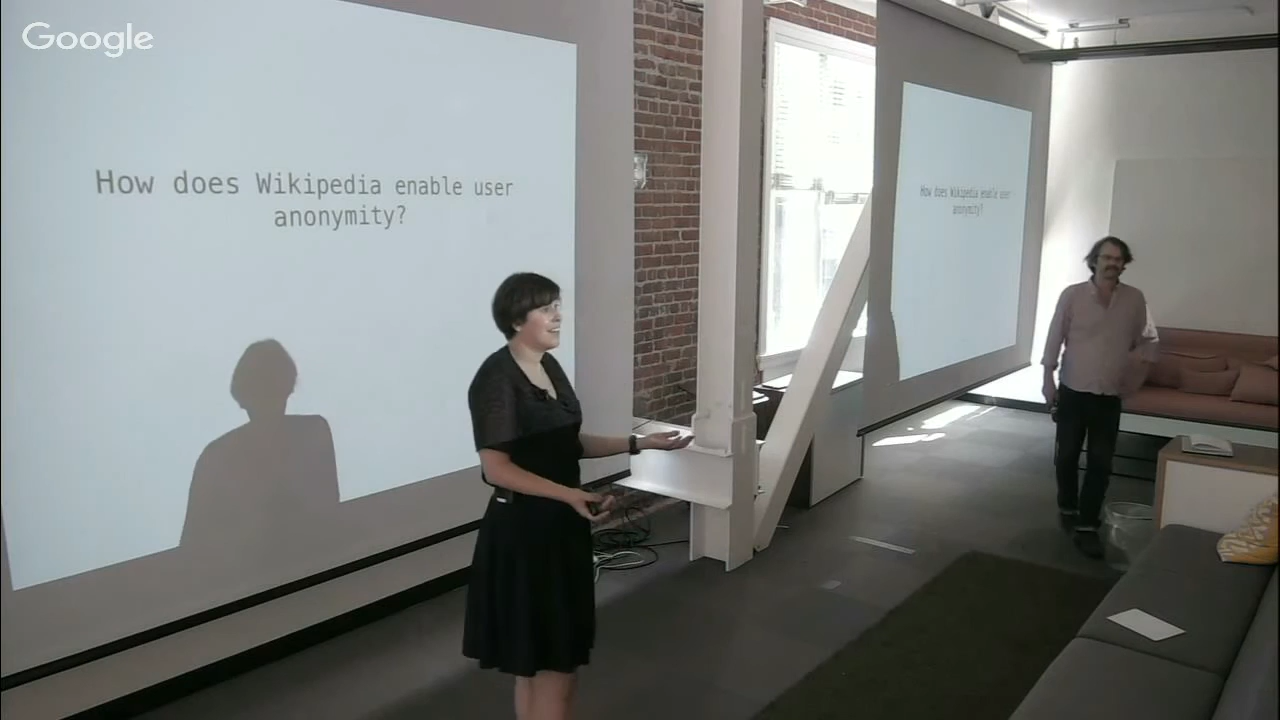 Google
How does Wikipedia enable user
anonymity?
How does Wikipedia enable user
anonymity?